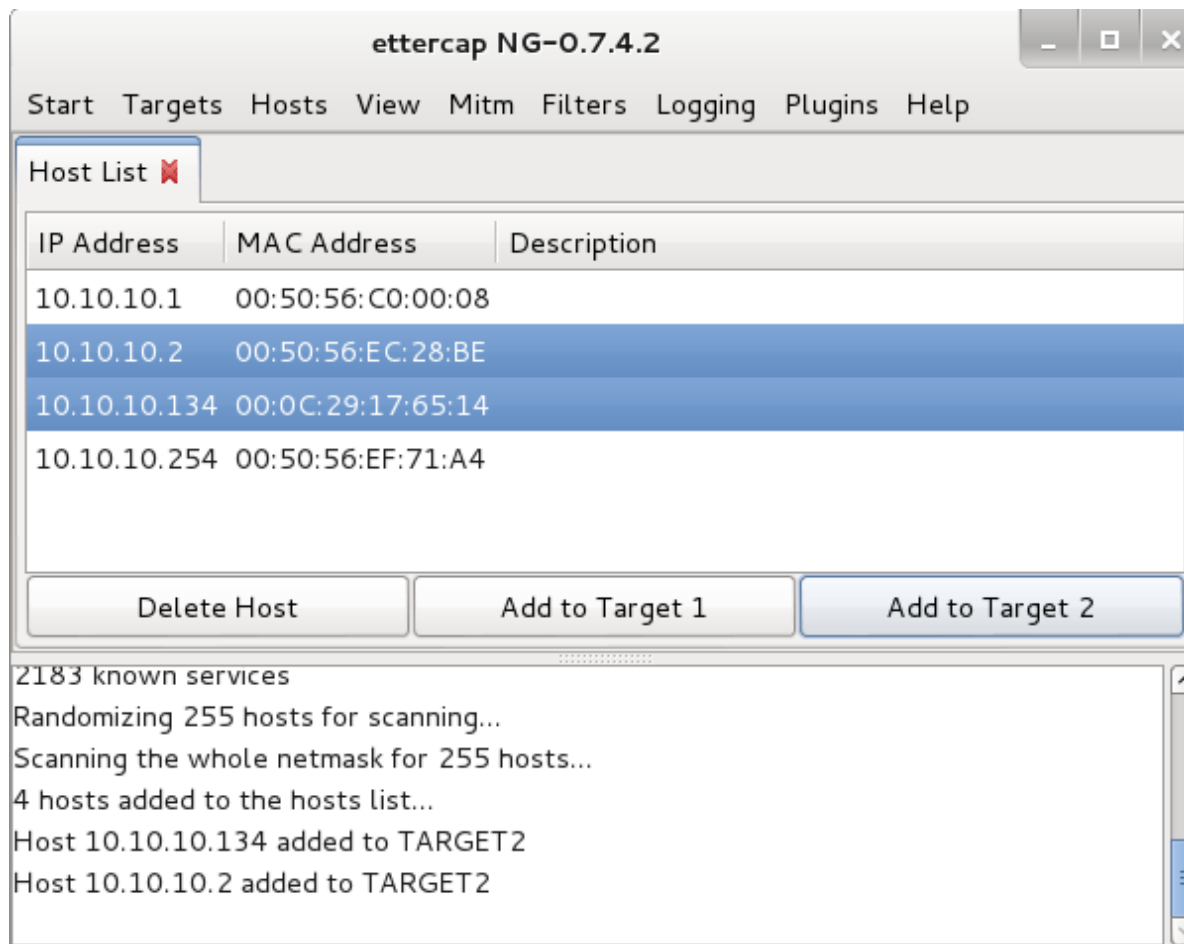 ettercap NG-0.7.4.2
Start Targets Hosts View Mitm Filters Logging Plugins Help
Host List
IP Address MAC Address Description
10.10.10.1 00:50:56:C0:00:08
10.10.10.2 00:50:56:EC:28:BE
10.10.10.134 00:0C:29:17:65:14
10.10.10.254 00:50:56:EF:71:A4
Delete Host Add to Target 1 Add to Target 2
2183 known services
Randomizing 255 hosts for scanning...
Scanning the whole netmask for 255 hosts...
4 hosts added to the hosts list...
Host 10.10.10.134 added to TARGET2
Host 10.10.10.2 added to TARGET2